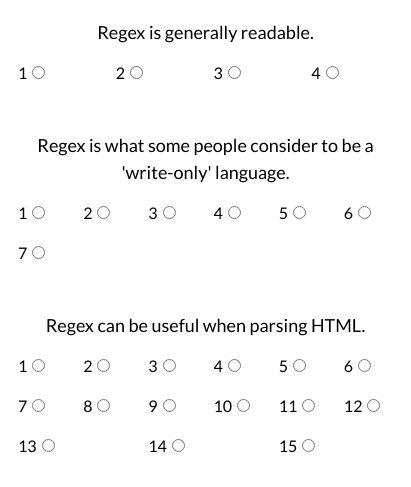 Regex is generally readable.
1 2 3 4
Regex is what some people consider to be a
'write-only' language.
1 2 3 4 5 6
7
Regex can be useful when parsing HTML.
1 2 3 4 5 6
7 8 9 10 11 12
13 14 15